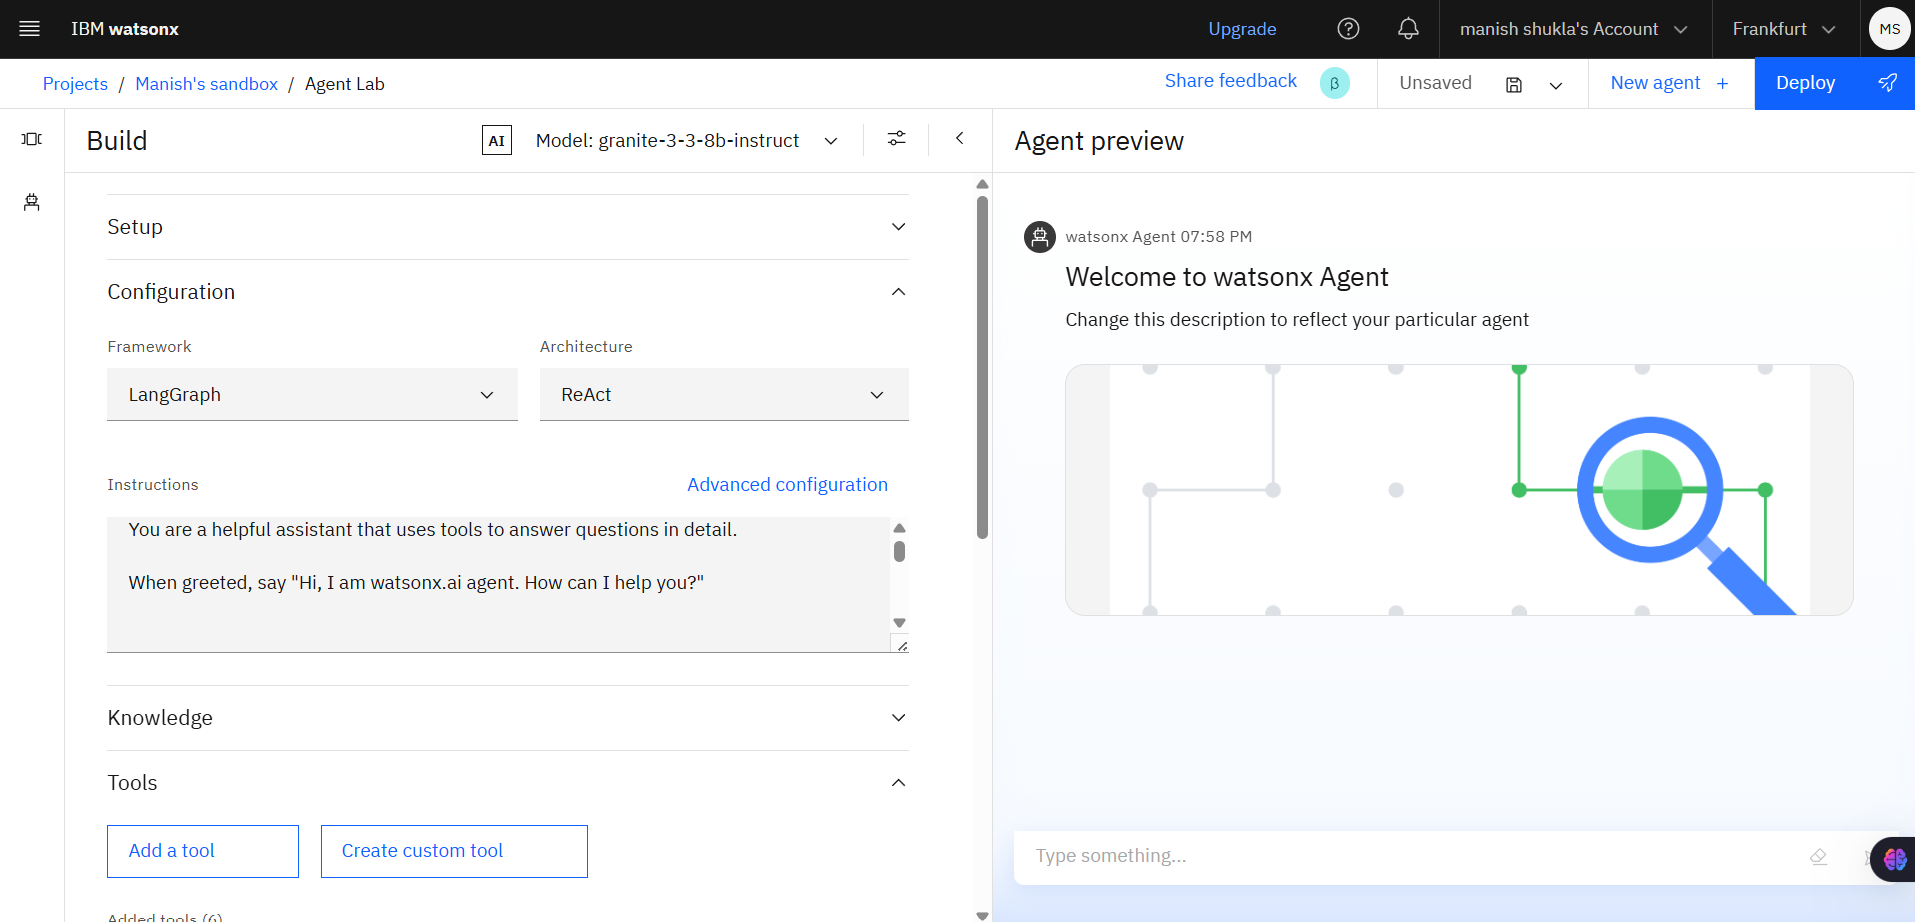 IBM watsonx
Upgrade
manish shukla's Account
Frankfurt
MS
Projects / Manish's sandbox / Agent Lab
Share feedback
β
Unsaved
New agent +
Deploy
Build
AI
Model: granite-3-3-8b-instruct
Agent preview
Setup
Configuration
Framework
Architecture
LangGraph
ReAct
Instructions
Advanced configuration
You are a helpful assistant that uses tools to answer questions in detail.
When greeted, say "Hi, I am watsonx.ai agent. How can I help you?"
Knowledge
Tools
Add a tool
Create custom tool
Added tools (6)
watsonx Agent 07:58 PM
Welcome to watsonx Agent
Change this description to reflect your particular agent
Type something...